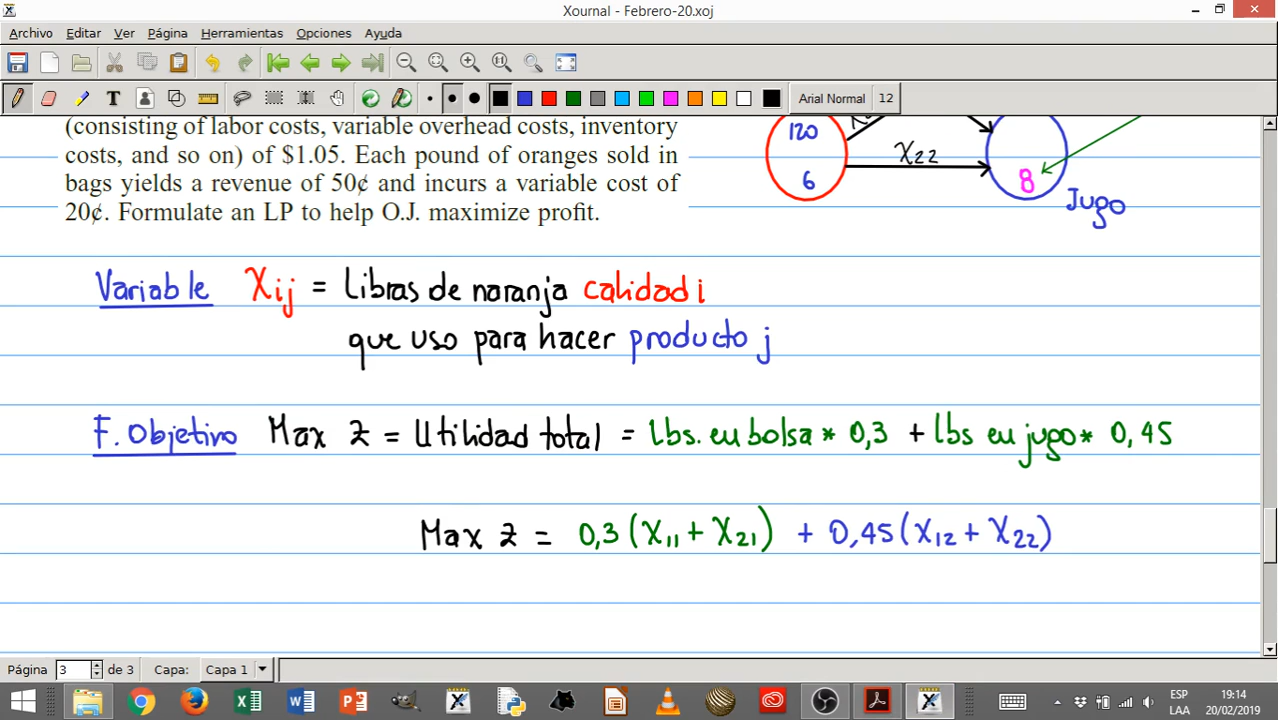 Xournal - Febrero-20.xoj
Archivo Editar Ver Página Herramientas Opciones Ayuda
Arial Normal 12
(consisting of labor costs, variable overhead costs, inventory
costs, and so on) of $1.05. Each pound of oranges sold in
bags yields a revenue of 50¢ and incurs a variable cost of
20¢. Formulate an LP to help O.J. maximize profit.
120
6
X22
8
Jugo
Variable Xij = Libras de naranja calidad i
que uso para hacer producto j
F. Objetivo Max Z = Utilidad total = Lbs. en bolsa * 0,3 + lbs en jugo * 0,45
Max Z = 0,3 (X11 + X21) + 0,45 (X12 + X22)
Página 3 de 3 Capa: Capa 1
ESP 19:14
LAA 20/02/2019